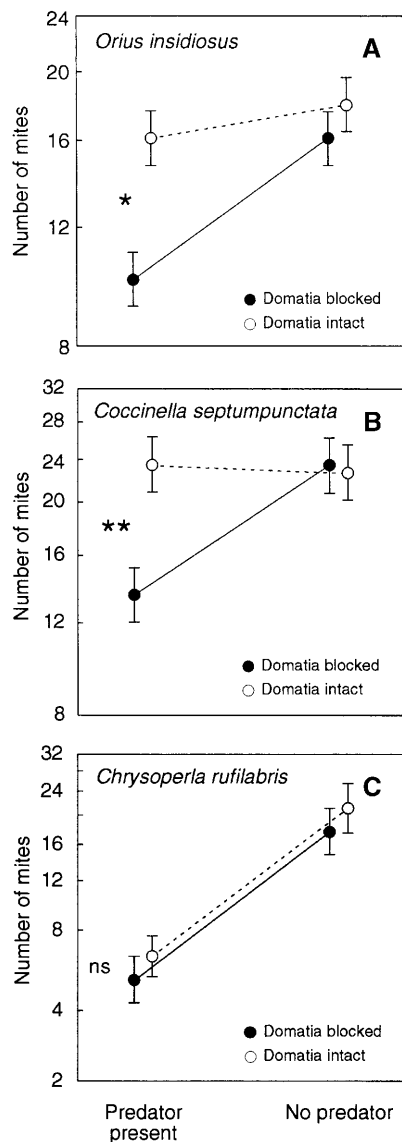 24
Orius insidiosus
A
20
16
Number of mites
*
12
Domatia blocked
Domatia intact
8
32
Coccinella septumpunctata
B
28
24
20
Number of mites
**
16
12
Domatia blocked
Domatia intact
8
32
Chrysoperla rufilabris
C
24
16
Number of mites
12
8
ns
4
Domatia blocked
Domatia intact
2
Predator No predator
present